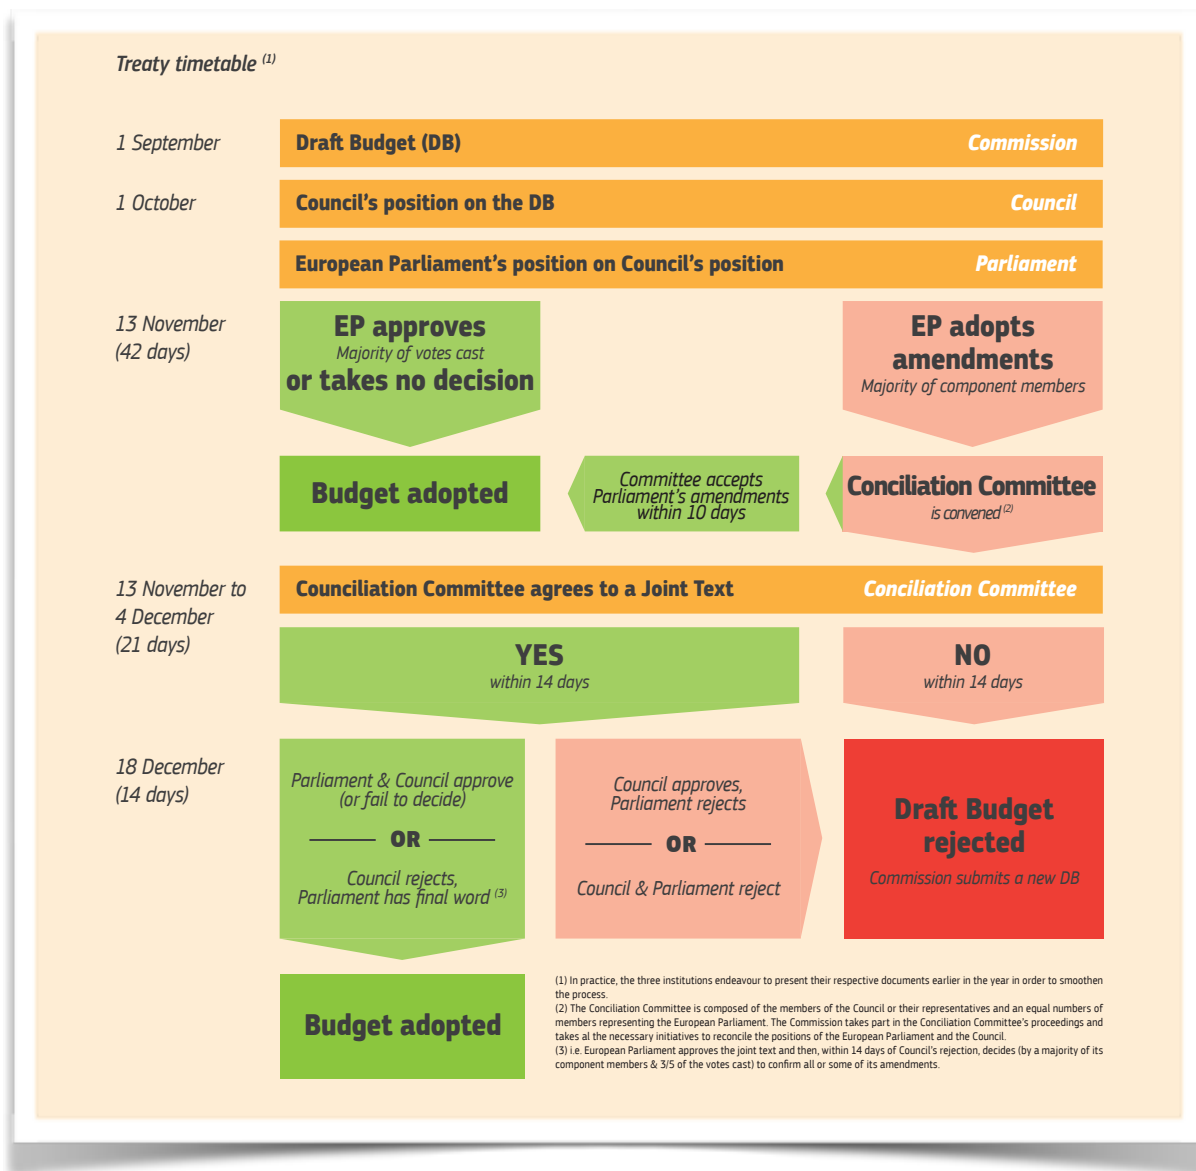 Treaty timetable (1)
1 September
Draft Budget (DB)
Commission
1 October
Council's position on the DB
Council
European Parliament's position on Council's position
Parliament
13 November
(42 days)
EP approves
Majority of votes cast
or takes no decision
EP adopts
amendments
Majority of component members
Budget adopted
Committee accepts
Parliament's amendments
within 10 days
Conciliation Committee
is convened (2)
13 November to
4 December
(21 days)
Counciliation Committee agrees to a Joint Text
Conciliation Committee
YES
within 14 days
NO
within 14 days
18 December
(14 days)
Parliament & Council approve
(or fail to decide)
OR
Council rejects,
Parliament has final word (3)
Council approves,
Parliament rejects
OR
Council & Parliament reject
Draft Budget
rejected
Commission submits a new DB
Budget adopted
(1) In practice, the three institutions endeavour to present their respective documents earlier in the year in order to smoothen
the process.
(2) The Conciliation Committee is composed of the members of the Council or their representatives and an equal numbers of
members representing the European Parliament. The Commission takes part in the Conciliation Committee's proceedings and
takes al the necessary initiatives to reconcile the positions of the European Parliament and the Council.
(3) i.e. European Parliament approves the joint text and then, within 14 days of Council's rejection, decides (by a majority of its
component members & 3/5 of the votes cast) to confirm all or some of its amendments.